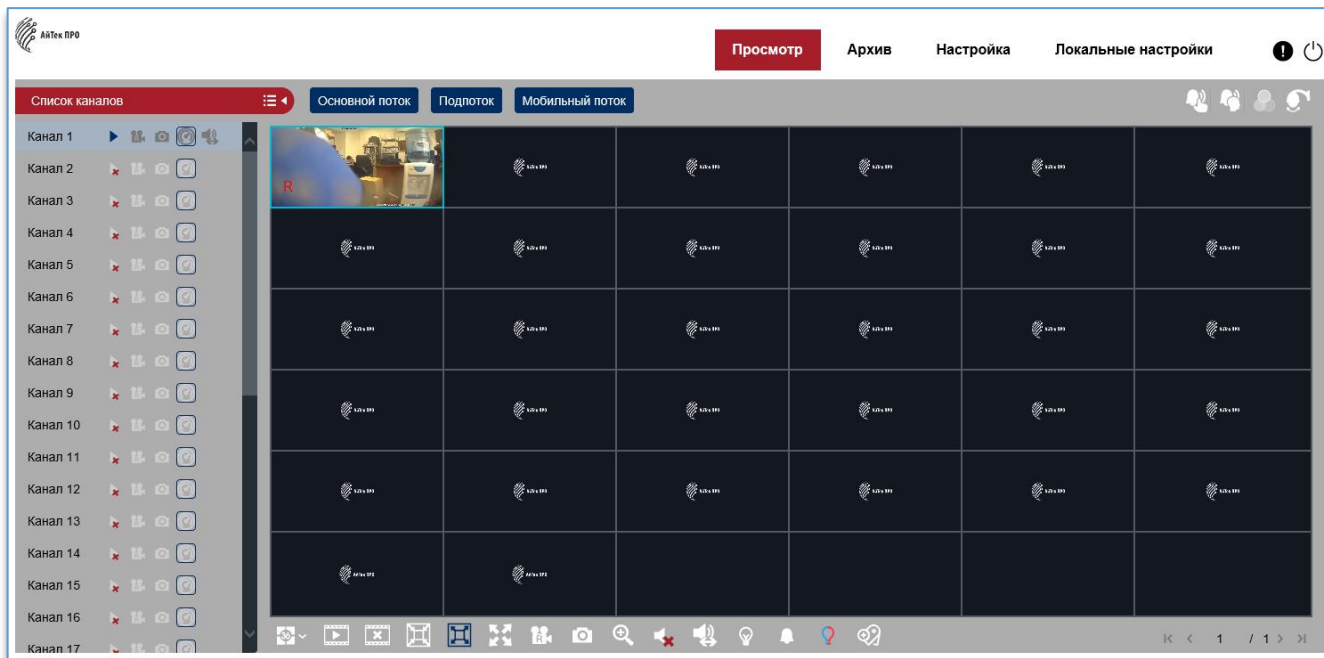 АйТек ПРО
Просмотр Архив Настройка Локальные настройки
Список каналов Основной поток Подпоток Мобильный поток
Канал 1
Канал 2
Канал 3
Канал 4
Канал 5
Канал 6
Канал 7
Канал 8
Канал 9
Канал 10
Канал 11
Канал 12
Канал 13
Канал 14
Канал 15
Канал 16
Канал 17
R
36
1 / 1